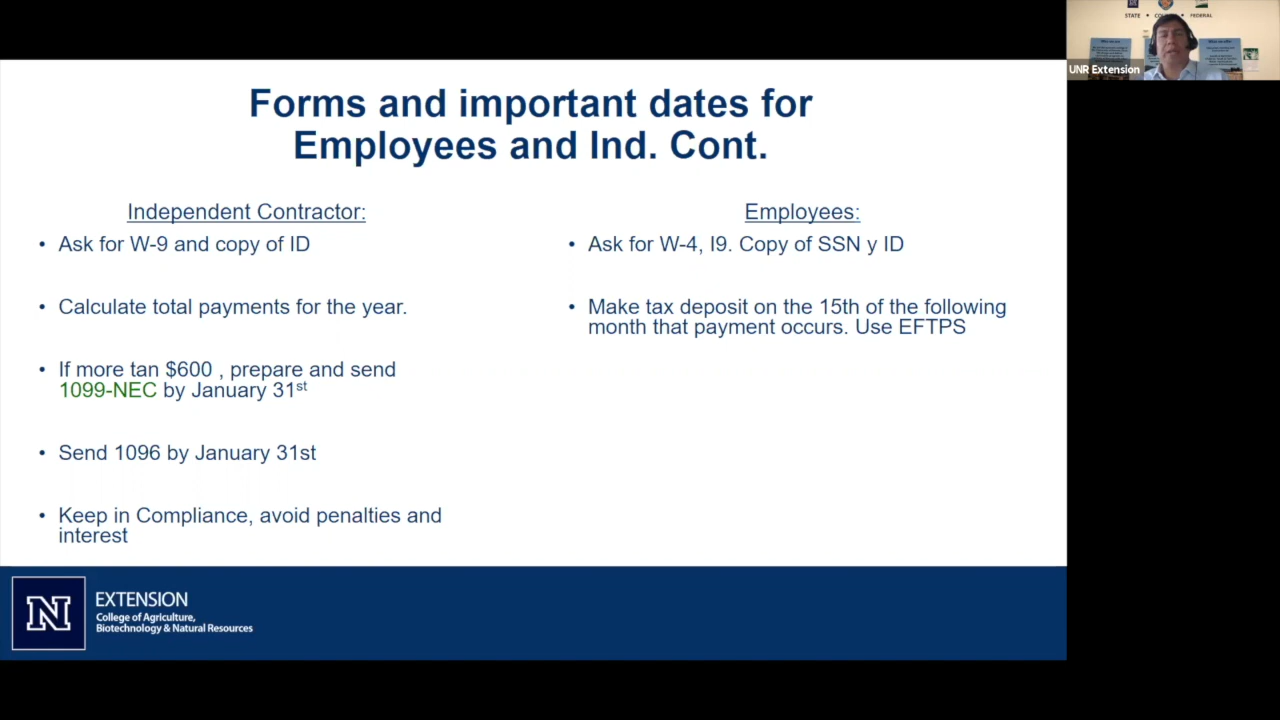 STATE • COUNTY • FEDERAL
UNR Extension
Forms and important dates for
Employees and Ind. Cont.
Independent Contractor:
• Ask for W-9 and copy of ID
• Calculate total payments for the year.
• If more tan $600 , prepare and send
1099-NEC by January 31st
• Send 1096 by January 31st
• Keep in Compliance, avoid penalties and
interest
Employees:
• Ask for W-4, I9. Copy of SSN y ID
• Make tax deposit on the 15th of the following
month that payment occurs. Use EFTPS
N
EXTENSION
College of Agriculture,
Biotechnology & Natural Resources